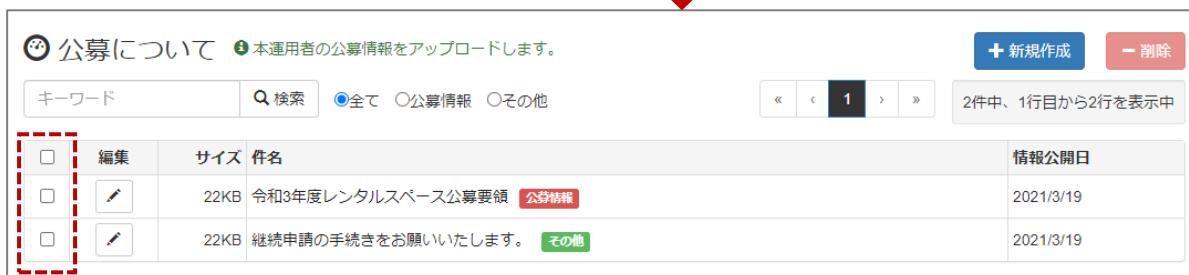 公募について 本運用者の公募情報をアップロードします。 新規作成 削除
キーワード 検索 全て 公募情報 その他 « ‹ 1 › » 2件中、1行目から2行を表示中
編集 サイズ 件名 情報公開日
22KB 令和3年度レンタルスペース公募要領 公募情報 2021/3/19
22KB 継続申請の手続きをお願いいたします。 その他 2021/3/19